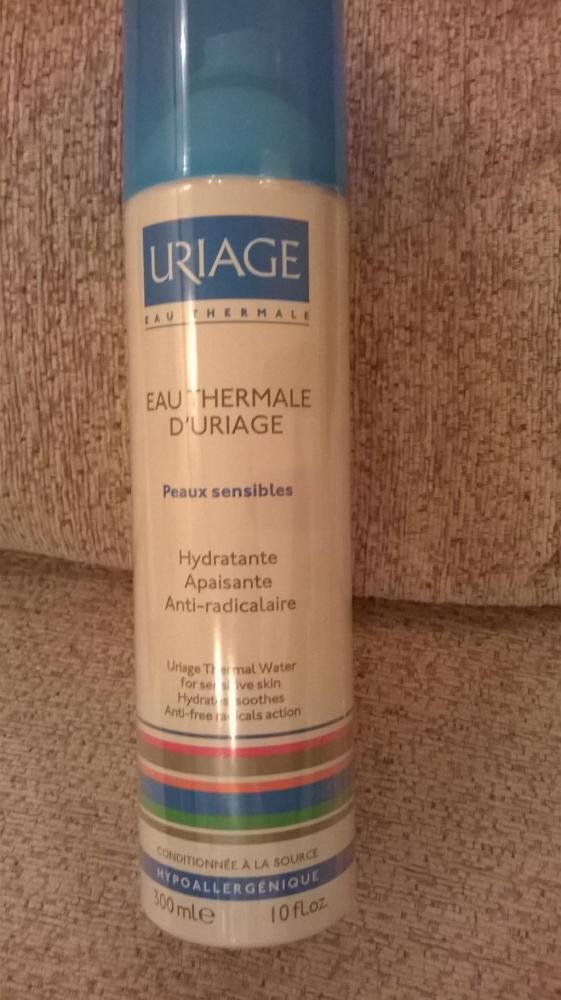 URIAGE
EAU THERMALE
EAU THERMALE
D'URIAGE
Peaux sensibles
Hydratante
Apaisante
Anti-radicalaire
Uriage Thermal Water
for sensitive skin
Hydrates soothes
Anti-free radicals action
CONDITIONNÉE À LA SOURCE
HYPOALLERGÉNIQUE
300 ml℮ 10 fl.oz